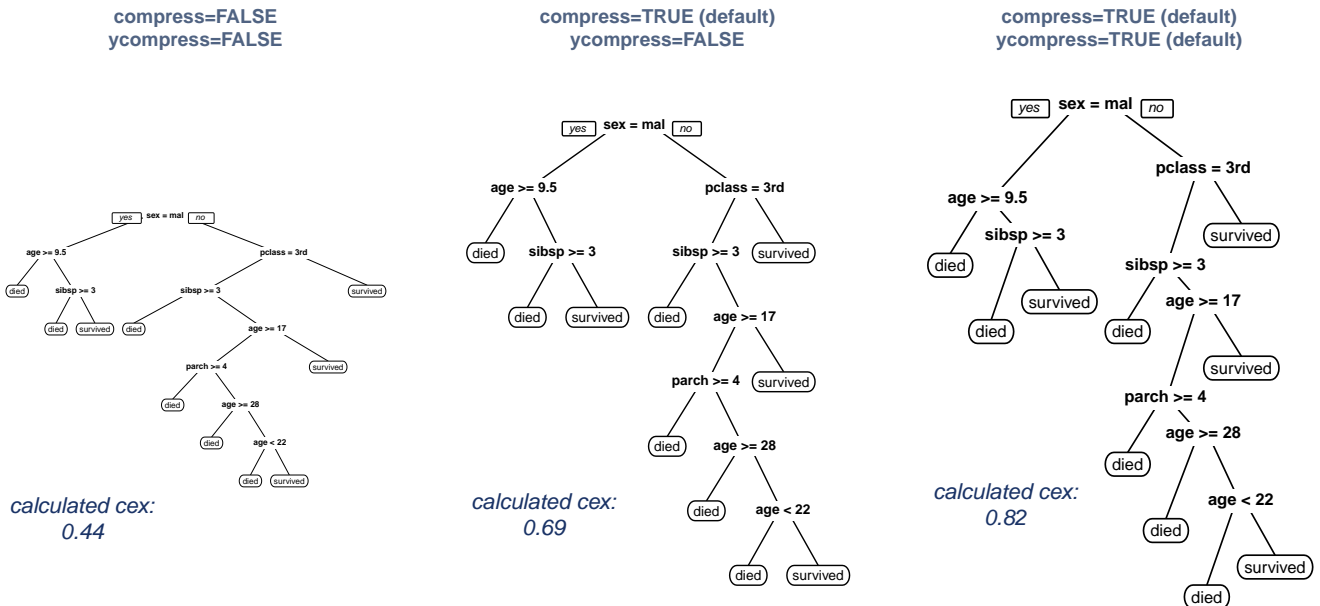 compress=FALSE
ycompress=FALSE
yes sex = mal no
age >= 9.5 pclass = 3rd
died sibsp >= 3 sibsp >= 3 survived
died survived died age >= 17
parch >= 4 survived
died age >= 28
died age < 22
died survived
calculated cex:
0.44
compress=TRUE (default)
ycompress=FALSE
yes sex = mal no
age >= 9.5 pclass = 3rd
died sibsp >= 3 sibsp >= 3 survived
died survived died age >= 17
parch >= 4 survived
died age >= 28
died age < 22
died survived
calculated cex:
0.69
compress=TRUE (default)
ycompress=TRUE (default)
yes sex = mal no
pclass = 3rd
age >= 9.5
sibsp >= 3 survived
died sibsp >= 3
survived age >= 17
died died
survived
parch >= 4
age >= 28
died
age < 22
died
survived
died
calculated cex:
0.82